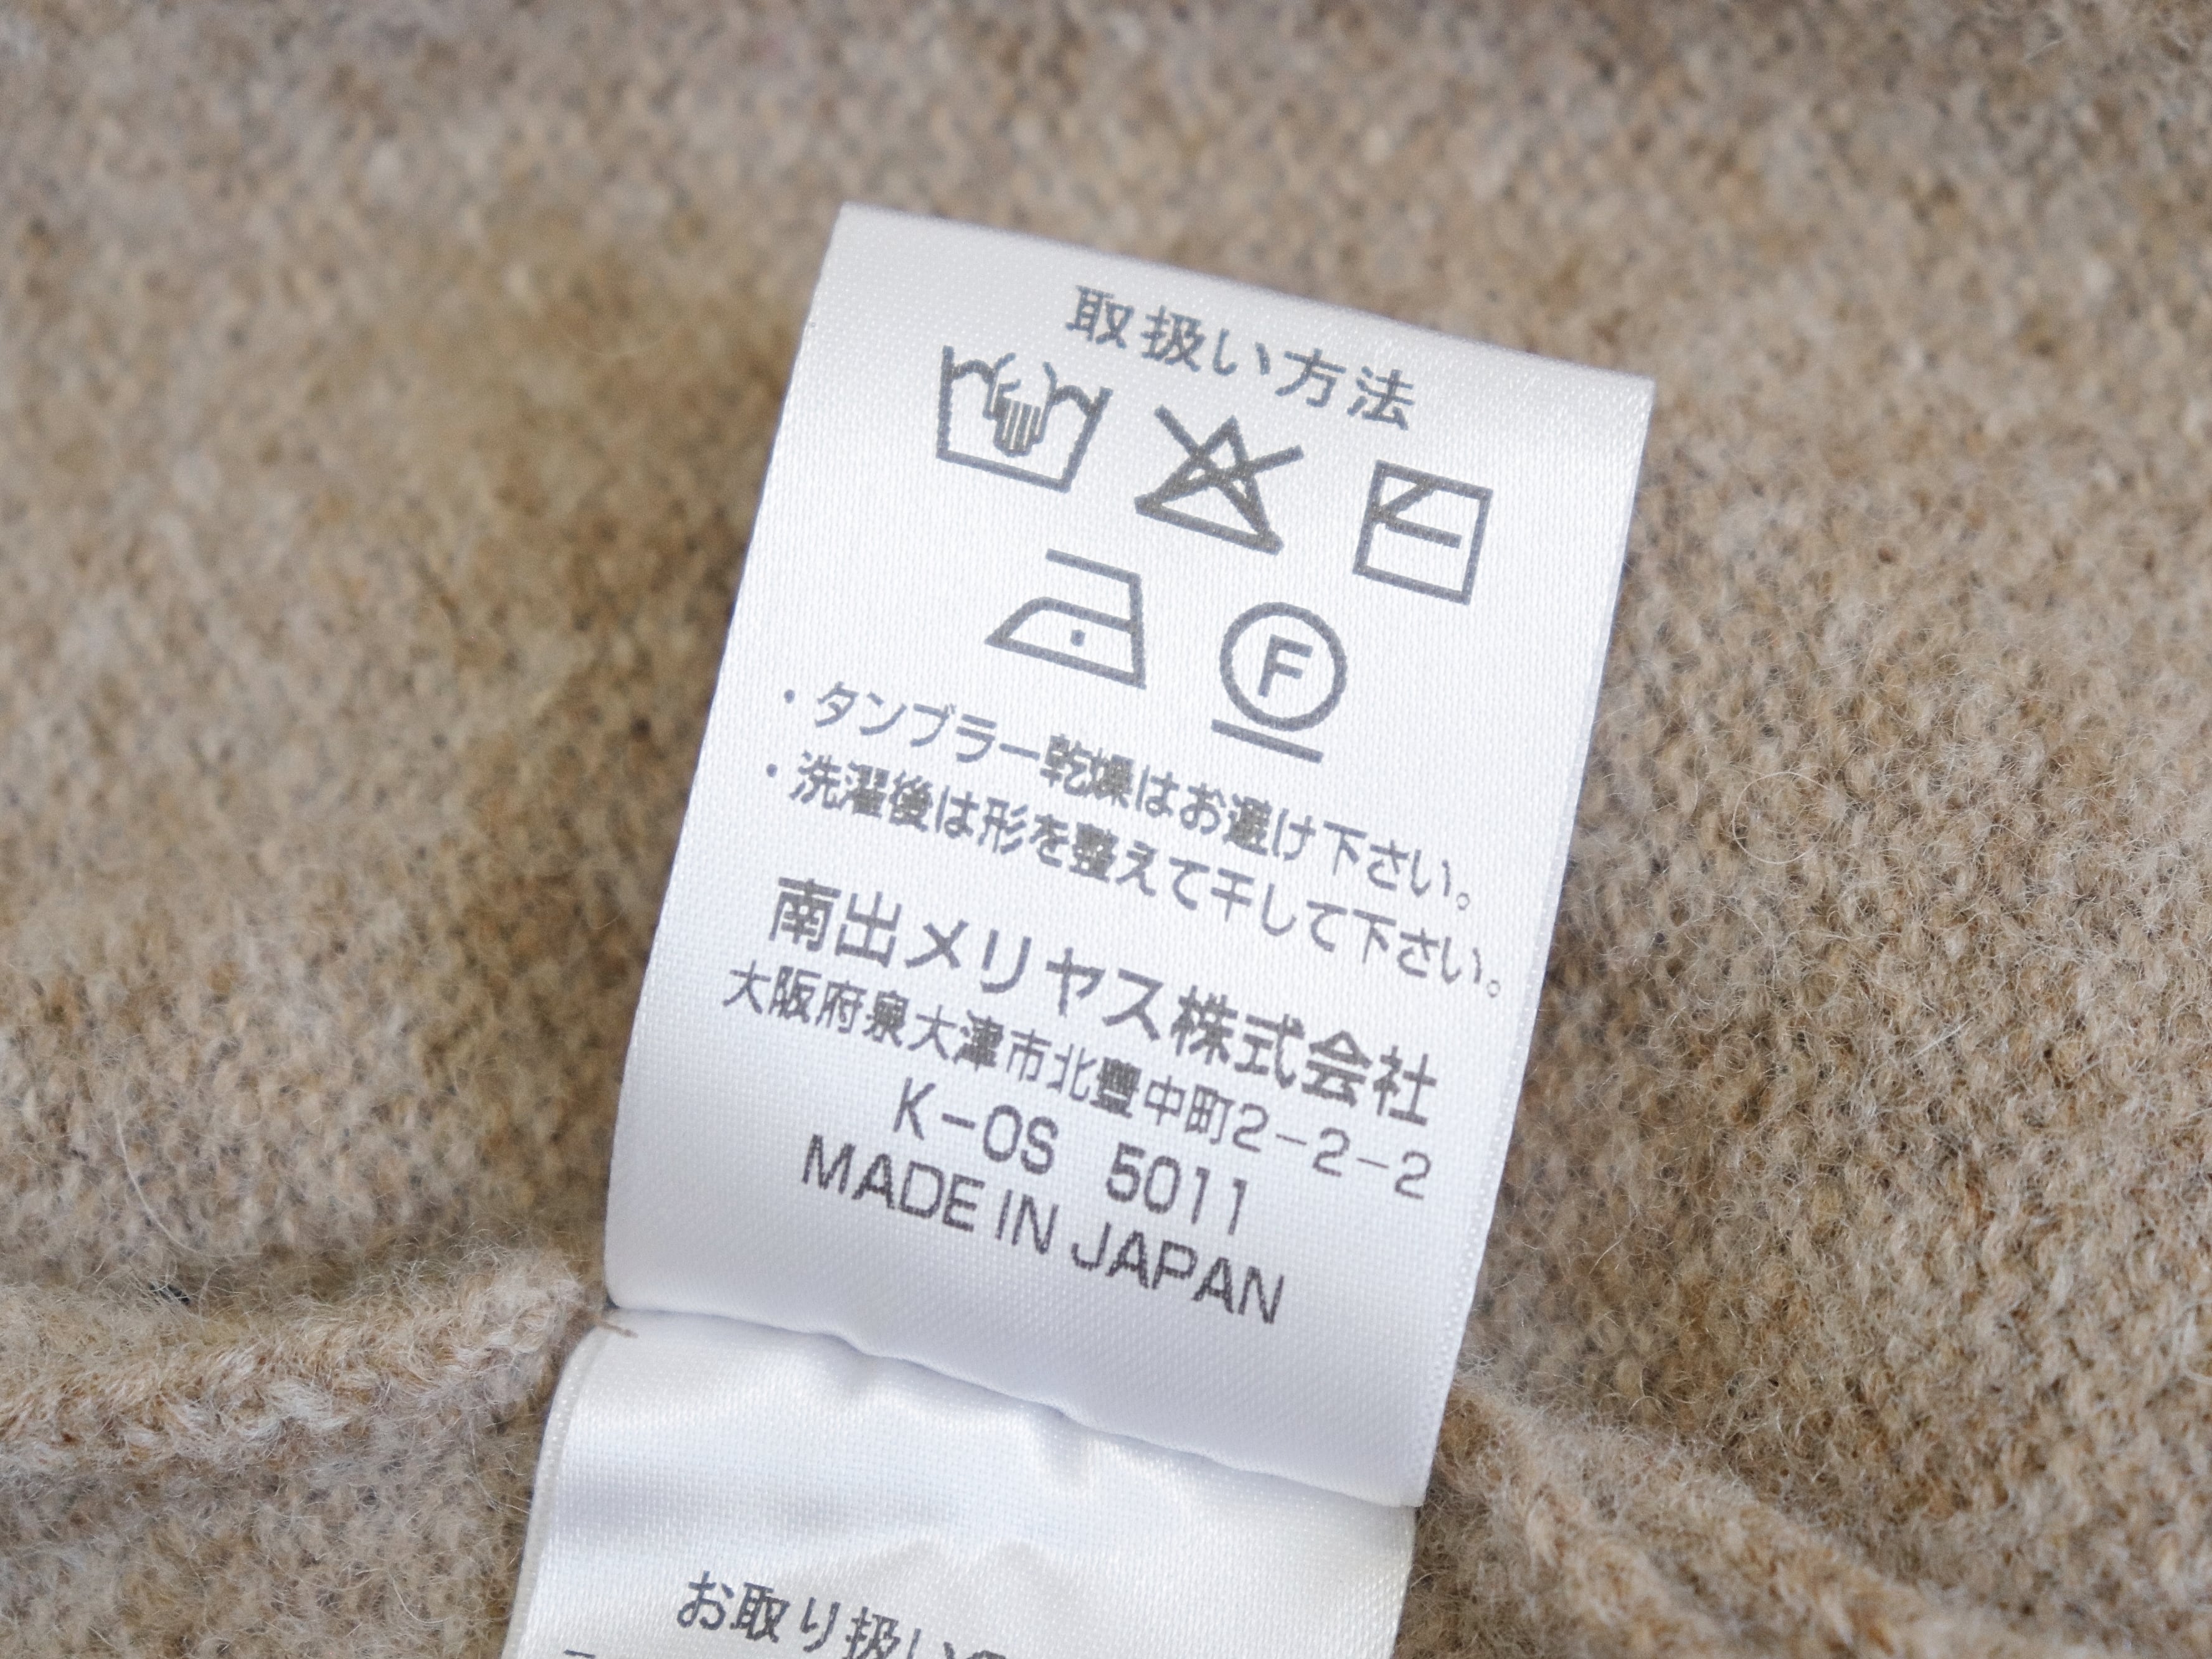 取扱い方法
F
・タンブラー乾燥はお避け下さい。
・洗濯後は形を整えて干して下さい。
南出メリヤス株式会社
大阪府泉大津市北豊中町2-2-2
K-OS 5011
MADE IN JAPAN
お取り扱い